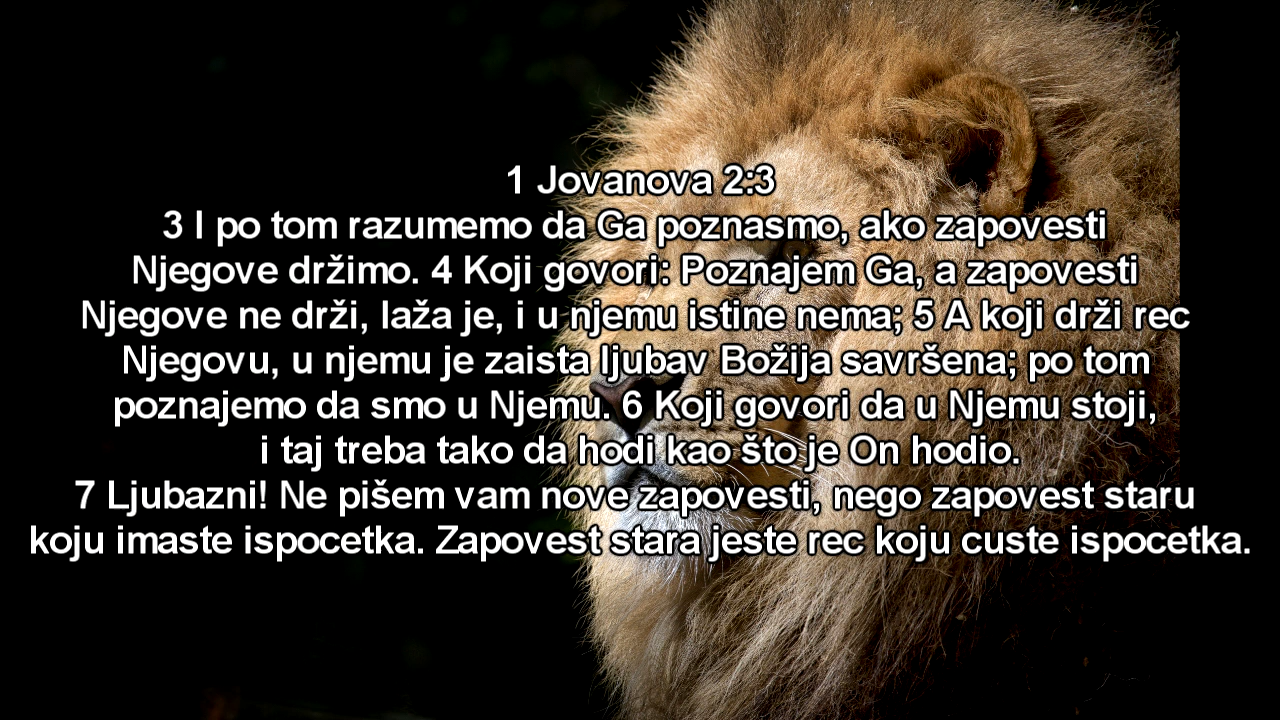 1 Jovanova 2:3
3 I po tom razumemo da Ga poznasmo, ako zapovesti
Njegove držimo. 4 Koji govori: Poznajem Ga, a zapovesti
Njegove ne drži, laža je, i u njemu istine nema; 5 A koji drži rec
Njegovu, u njemu je zaista ljubav Božija savršena; po tom
poznajemo da smo u Njemu. 6 Koji govori da u Njemu stoji,
i taj treba tako da hodi kao što je On hodio.
7 Ljubazni! Ne pišem vam nove zapovesti, nego zapovest staru
koju imaste ispocetka. Zapovest stara jeste rec koju custe ispocetka.